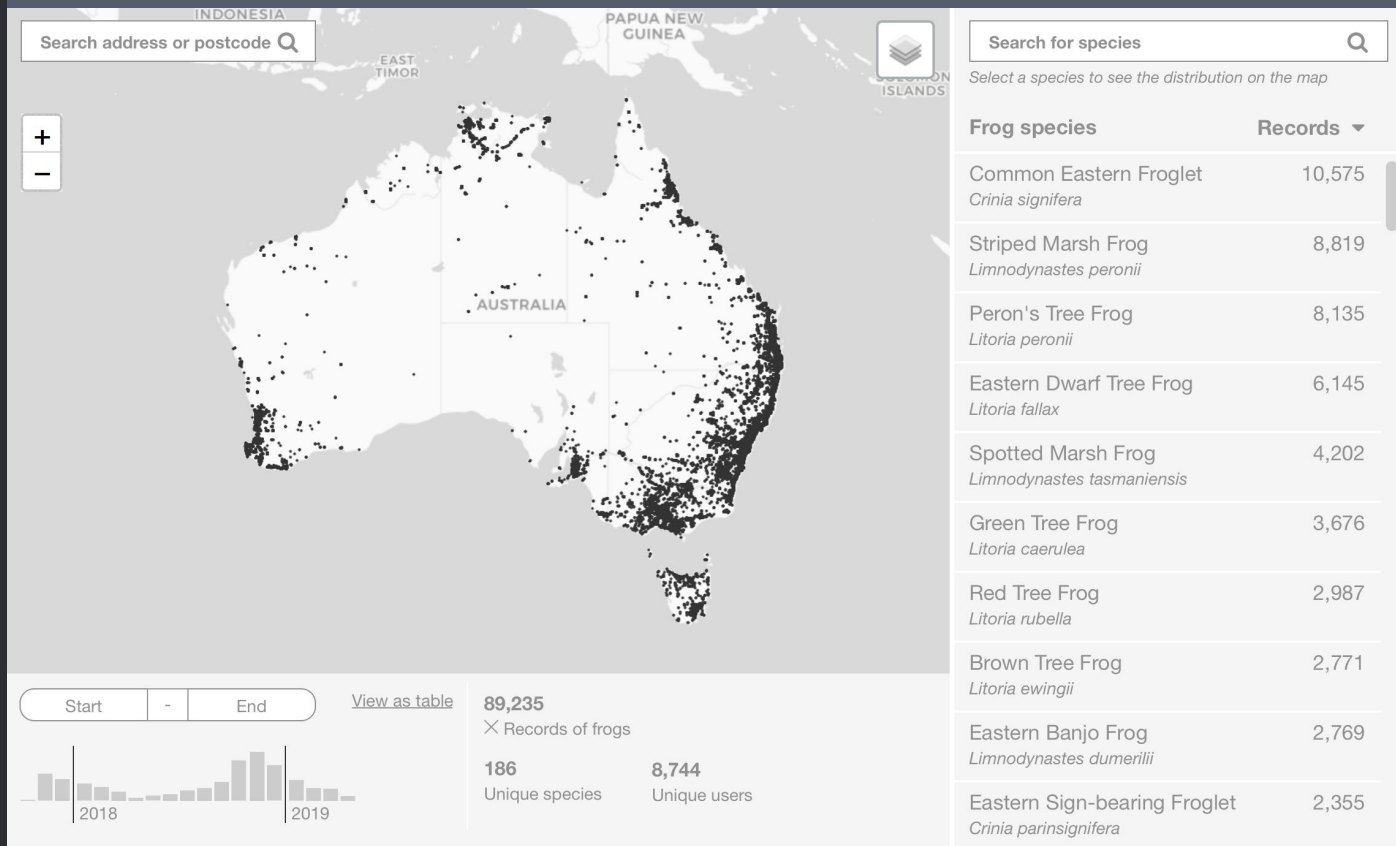 INDONESIA
PAPUA NEW
GUINEA
Search address or postcode
EAST
TIMOR
SOLOMON
ISLANDS
+
−
AUSTRALIA
Start - End
View as table
2018
2019
89,235
Records of frogs
186
Unique species
8,744
Unique users
Search for species
Select a species to see the distribution on the map
Frog species Records
Common Eastern Froglet 10,575
Crinia signifera
Striped Marsh Frog 8,819
Limnodynastes peronii
Peron's Tree Frog 8,135
Litoria peronii
Eastern Dwarf Tree Frog 6,145
Litoria fallax
Spotted Marsh Frog 4,202
Limnodynastes tasmaniensis
Green Tree Frog 3,676
Litoria caerulea
Red Tree Frog 2,987
Litoria rubella
Brown Tree Frog 2,771
Litoria ewingii
Eastern Banjo Frog 2,769
Limnodynastes dumerilii
Eastern Sign-bearing Froglet 2,355
Crinia parinsignifera